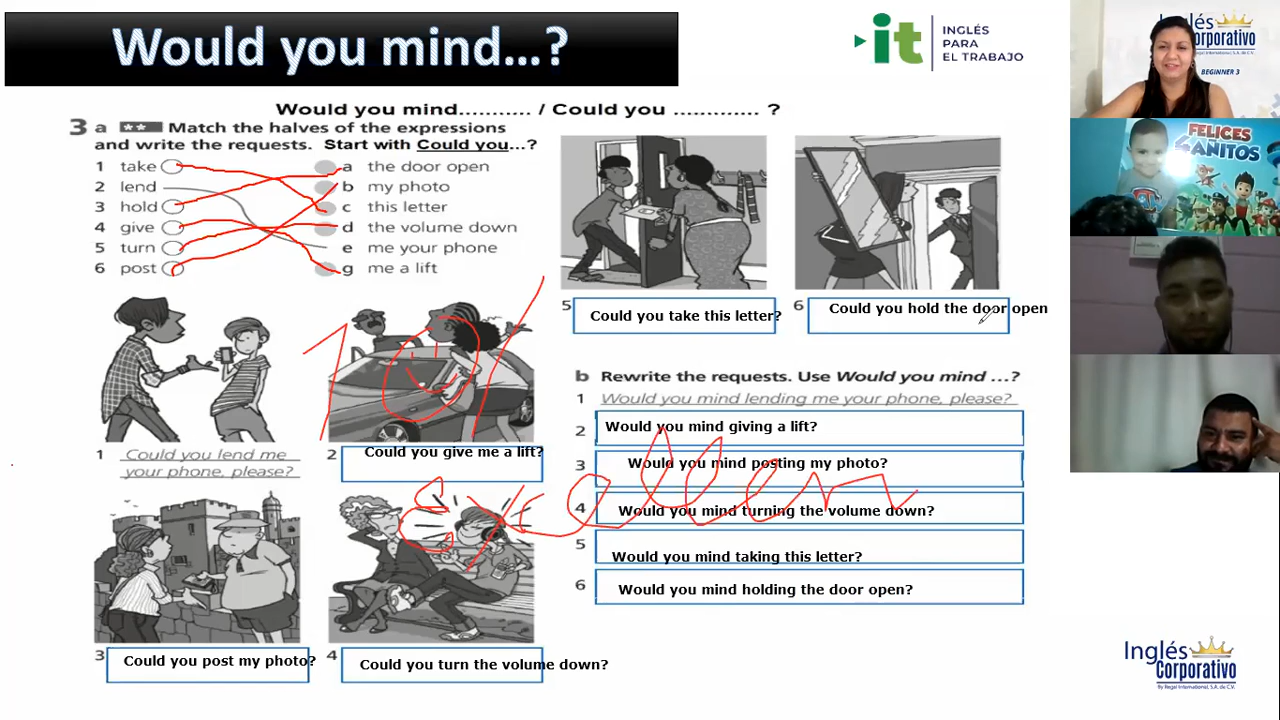 Would you mind...?
it
INGLÉS
PARA
EL TRABAJO
Would you mind........... / Could you ............. ?
3 a ** Match the halves of the expressions
and write the requests. Start with Could you...?
1 take
2 lend
3 hold
4 give
5 turn
6 post
a the door open
b my photo
c this letter
d the volume down
e me your phone
g me a lift
1 Could you lend me
your phone, please?
2 Could you give me a lift?
3 Could you post my photo?
4 Could you turn the volume down?
5 Could you take this letter?
6 Could you hold the door open
10/
Excellen
b Rewrite the requests. Use Would you mind ...?
1 Would you mind lending me your phone, please?
2 Would you mind giving a lift?
3 Would you mind posting my photo?
4 Would you mind turning the volume down?
5 Would you mind taking this letter?
6 Would you mind holding the door open?
Inglés
Corporativo
By Regal International, S.A. de C.V.
Inglés
Corporativo
BEGINNER 3
FELICES